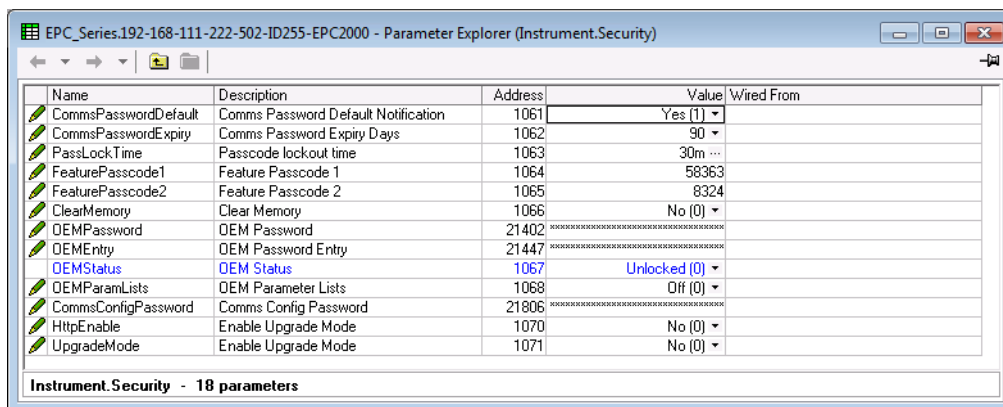 EPC_Series.192-168-111-222-502-ID255-EPC2000 - Parameter Explorer (Instrument.Security)
Name Description Address Value Wired From
CommsPasswordDefault Comms Password Default Notification 1061 Yes (1)
CommsPasswordExpiry Comms Password Expiry Days 1062 90
PassLockTime Passcode lockout time 1063 30m ...
FeaturePasscode1 Feature Passcode 1 1064 58363
FeaturePasscode2 Feature Passcode 2 1065 8324
ClearMemory Clear Memory 1066 No (0)
OEMPassword OEM Password 21402 ********************************
OEMEntry OEM Password Entry 21447 ********************************
OEMStatus OEM Status 1067 Unlocked (0)
OEMParamLists OEM Parameter Lists 1068 Off (0)
CommsConfigPassword Comms Config Password 21806 ********************************
HttpEnable Enable Upgrade Mode 1070 No (0)
UpgradeMode Enable Upgrade Mode 1071 No (0)
Instrument.Security - 18 parameters